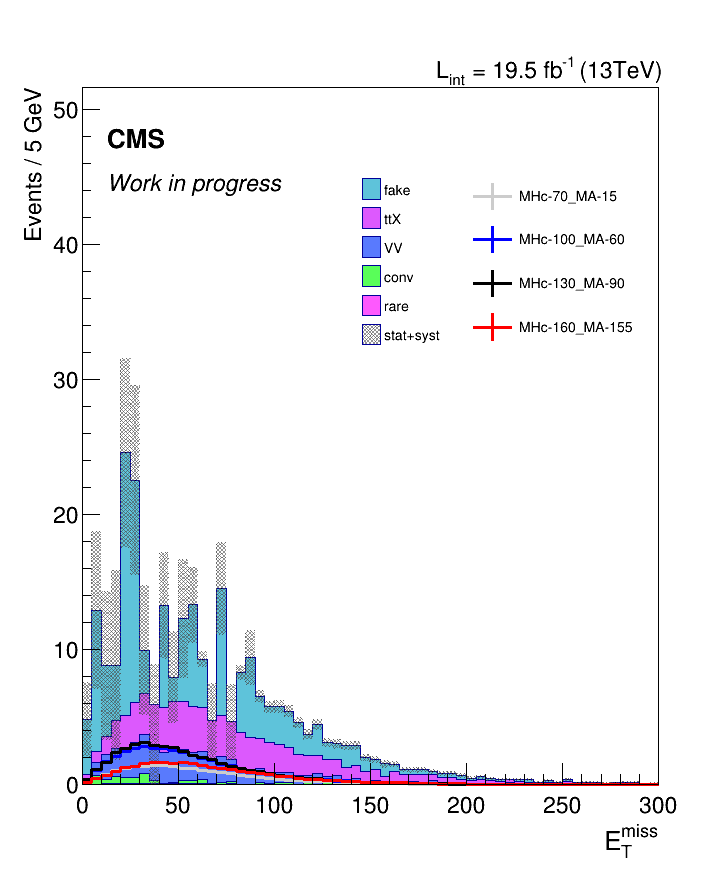 L_int = 19.5 fb^-1 (13TeV)
Events / 5 GeV
CMS
Work in progress
fake
ttX
VV
conv
rare
stat+syst
MHc-70_MA-15
MHc-100_MA-60
MHc-130_MA-90
MHc-160_MA-155
50
40
30
20
10
0
0 50 100 150 200 250 300
E_T^miss